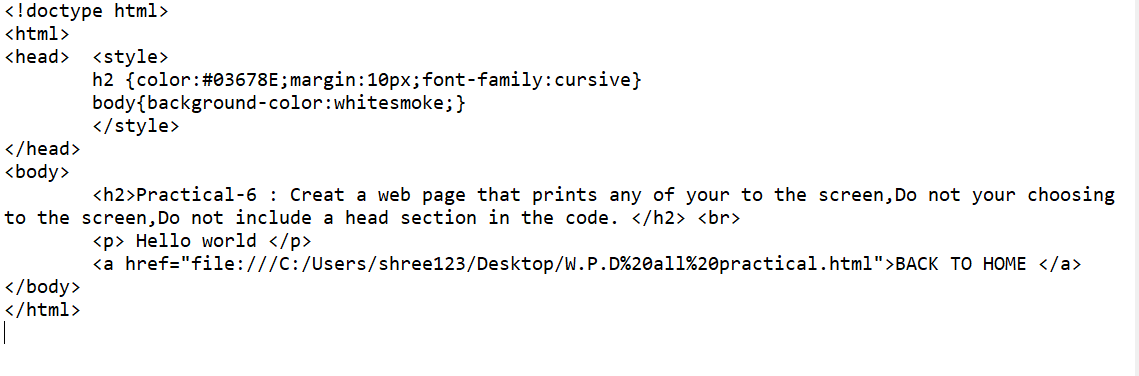 <!doctype html>
<html>
<head>  <style>
        h2 {color:#03678E;margin:10px;font-family:cursive}
        body{background-color:whitesmoke;}
        </style>
</head>
<body>
        <h2>Practical-6 : Creat a web page that prints any of your to the screen,Do not your choosing
to the screen,Do not include a head section in the code. </h2> <br>
        <p> Hello world </p>
        <a href="file:///C:/Users/shree123/Desktop/W.P.D%20all%20practical.html">BACK TO HOME </a>
</body>
</html>